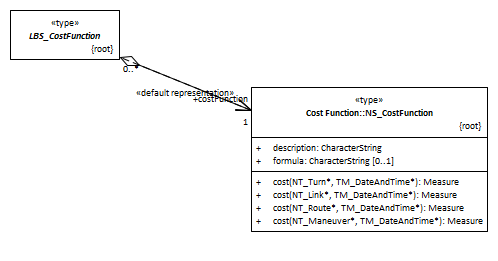 «type»
LBS_CostFunction
{root}
0..*
«default representation»
+costFunction
1
«type»
Cost Function::NS_CostFunction
{root}
+ description: CharacterString
+ formula: CharacterString [0..1]
+ cost(NT_Turn*, TM_DateAndTime*): Measure
+ cost(NT_Link*, TM_DateAndTime*): Measure
+ cost(NT_Route*, TM_DateAndTime*): Measure
+ cost(NT_Maneuver*, TM_DateAndTime*): Measure